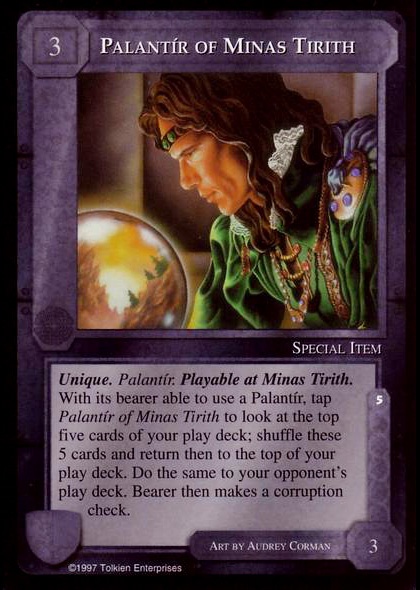 3
PALANTÍR OF MINAS TIRITH
SPECIAL ITEM
Unique. Palantír. Playable at Minas Tirith.
With its bearer able to use a Palantír, tap
Palantír of Minas Tirith to look at the top
five cards of your play deck; shuffle these
5 cards and return then to the top of your
play deck. Do the same to your opponent's
play deck. Bearer then makes a corruption
check.
5
ART BY AUDREY CORMAN
3
©1997 Tolkien Enterprises